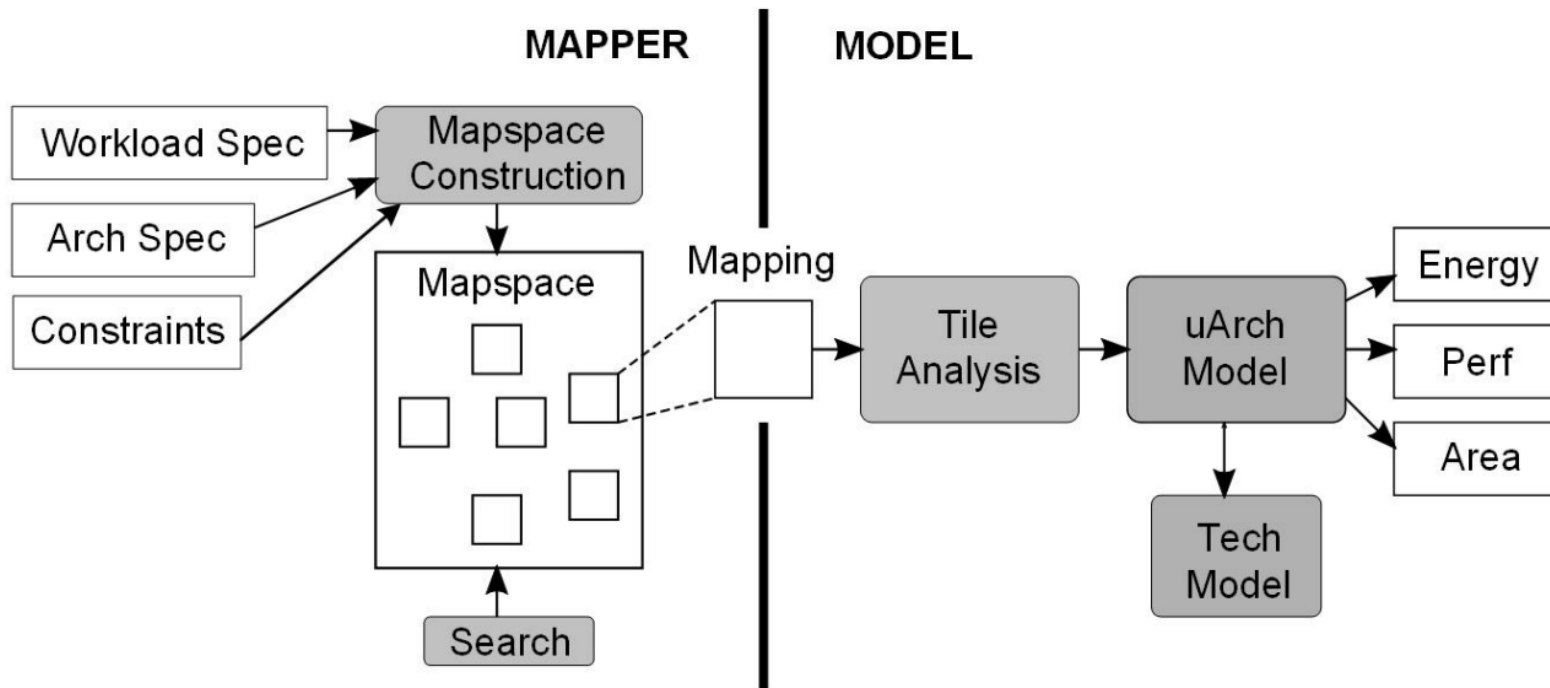 MAPPER
MODEL
Workload Spec
Arch Spec
Constraints
Mapspace
Construction
Mapspace
Search
Mapping
Tile
Analysis
uArch
Model
Tech
Model
Energy
Perf
Area